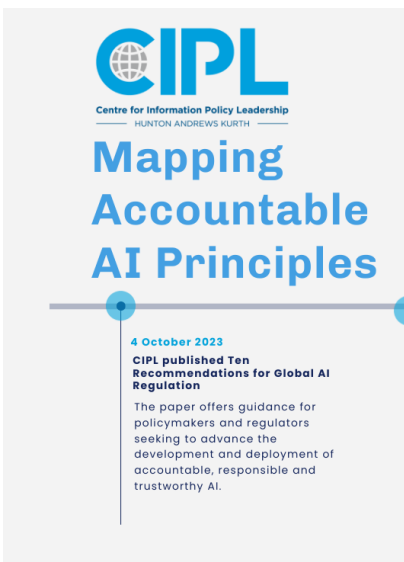 CIPL
Centre for Information Policy Leadership
HUNTON ANDREWS KURTH
Mapping
Accountable
AI Principles
4 October 2023
CIPL published Ten
Recommendations for Global AI
Regulation
The paper offers guidance for
policymakers and regulators
seeking to advance the
development and deployment of
accountable, responsible and
trustworthy AI.